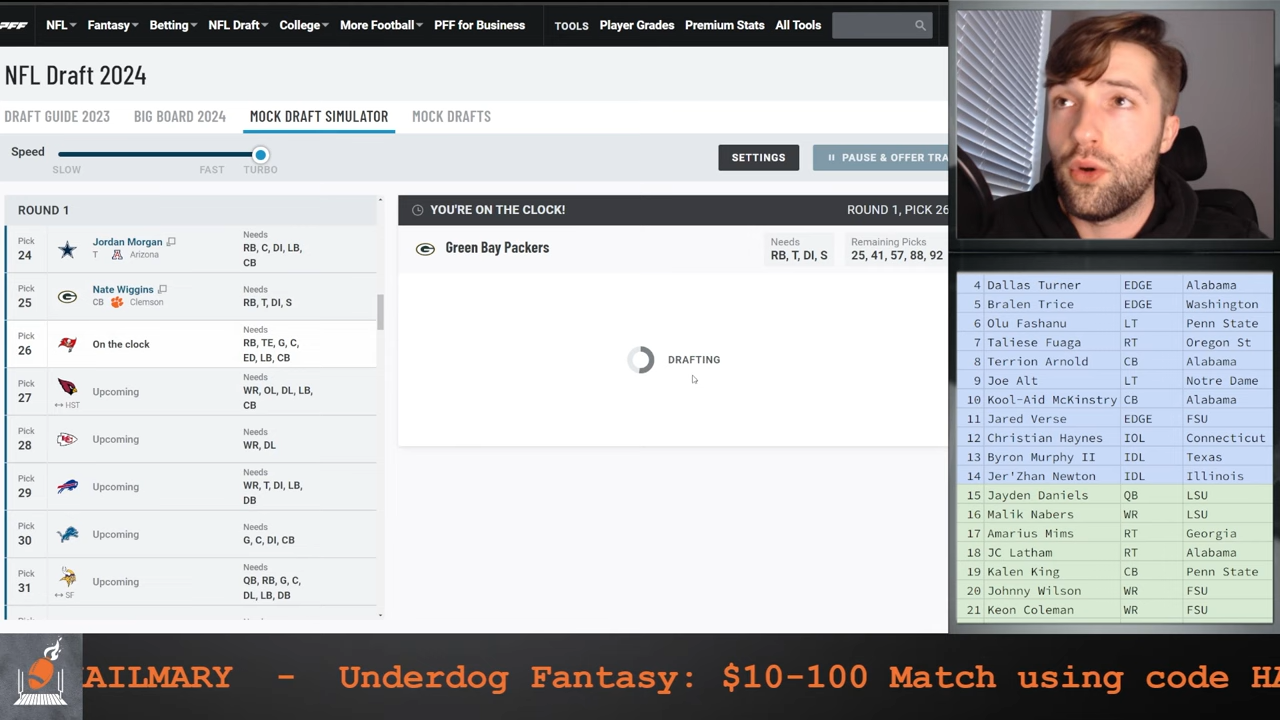 PFF NFL Fantasy Betting NFL Draft College More Football PFF for Business TOOLS Player Grades Premium Stats All Tools
NFL Draft 2024
DRAFT GUIDE 2023 BIG BOARD 2024 MOCK DRAFT SIMULATOR MOCK DRAFTS
Speed
SLOW FAST TURBO
SETTINGS PAUSE & OFFER TRA
ROUND 1
Pick 24
Jordan Morgan
T Arizona
Needs
RB, C, DI, LB,
CB
Pick 25
Nate Wiggins
CB Clemson
Needs
RB, T, DI, S
Pick 26
On the clock
Needs
RB, TE, G, C,
ED, LB, CB
Pick 27
HST
Upcoming
Needs
WR, OL, DL, LB,
CB
Pick 28
Upcoming
Needs
WR, DL
Pick 29
Upcoming
Needs
WR, T, DI, LB,
DB
Pick 30
Upcoming
Needs
G, C, DI, CB
Pick 31
SF
Upcoming
Needs
QB, RB, G, C,
DL, LB, DB
YOU'RE ON THE CLOCK! ROUND 1, PICK 26
Green Bay Packers
Needs
RB, T, DI, S
Remaining Picks
25, 41, 57, 88, 92
DRAFTING
4 Dallas Turner EDGE Alabama
5 Bralen Trice EDGE Washington
6 Olu Fashanu LT Penn State
7 Taliese Fuaga RT Oregon St
8 Terrion Arnold CB Alabama
9 Joe Alt LT Notre Dame
10 Kool-Aid McKinstry CB Alabama
11 Jared Verse EDGE FSU
12 Christian Haynes IOL Connecticut
13 Byron Murphy II IDL Texas
14 Jer'Zhan Newton IDL Illinois
15 Jayden Daniels QB LSU
16 Malik Nabers WR LSU
17 Amarius Mims RT Georgia
18 JC Latham RT Alabama
19 Kalen King CB Penn State
20 Johnny Wilson WR FSU
21 Keon Coleman WR FSU
AILMARY - Underdog Fantasy: $10-100 Match using code HA